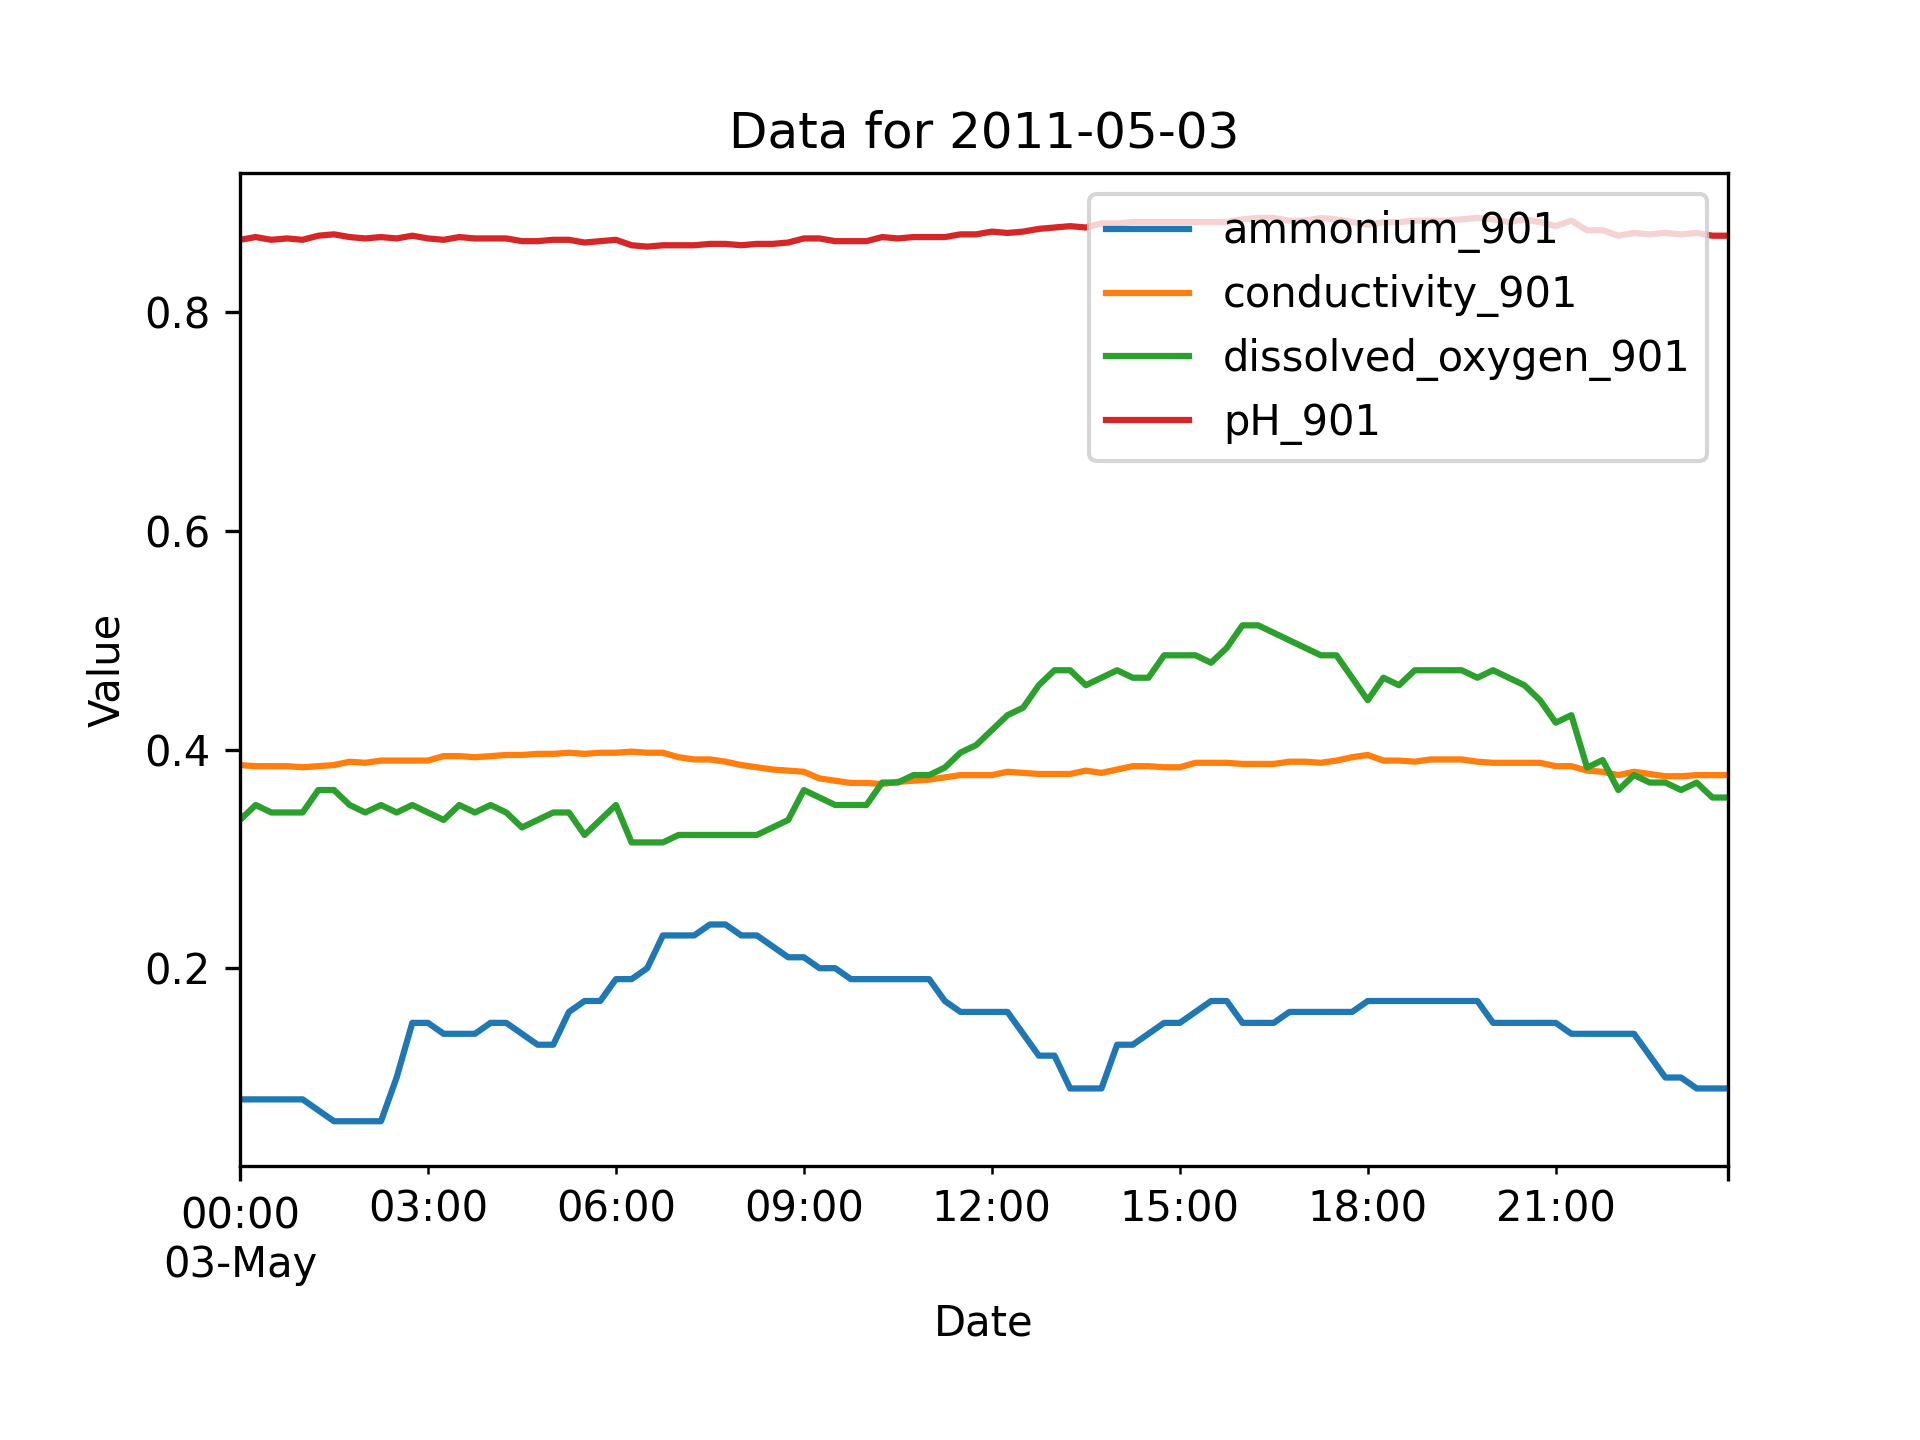 Data for 2011-05-03
ammonium_901
conductivity_901
dissolved_oxygen_901
pH_901
0.8
0.6
0.4
0.2
Value
00:00 03:00 06:00 09:00 12:00 15:00 18:00 21:00
03-May
Date